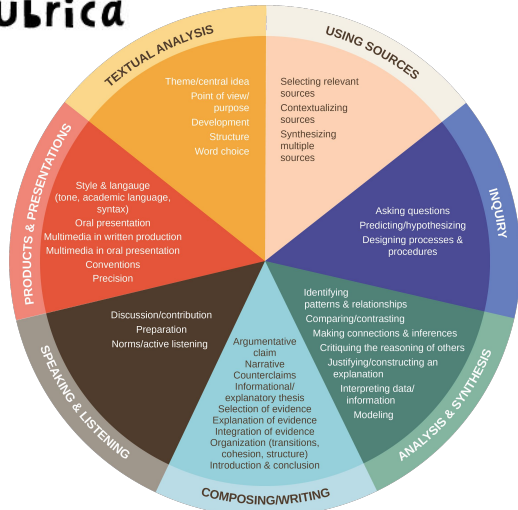 ubrica
TEXTUAL ANALYSIS
Theme/central idea
Point of view/
purpose
Development
Structure
Word choice
USING SOURCES
Selecting relevant
sources
Contextualizing
sources
Synthesizing
multiple
sources
INQUIRY
Asking questions
Predicting/hypothesizing
Designing processes &
procedures
ANALYSIS & SYNTHESIS
Identifying
patterns & relationships
Comparing/contrasting
Making connections & inferences
Critiquing the reasoning of others
Justifying/constructing an
explanation
Interpreting data/
information
Modeling
COMPOSING/WRITING
Argumentative
claim
Narrative
Counterclaims
Informational/
explanatory thesis
Selection of evidence
Explanation of evidence
Integration of evidence
Organization (transitions,
cohesion, structure)
Introduction & conclusion
SPEAKING & LISTENING
Discussion/contribution
Preparation
Norms/active listening
PRODUCTS & PRESENTATIONS
Style & langauge
(tone, academic language,
syntax)
Oral presentation
Multimedia in written production
Multimedia in oral presentation
Conventions
Precision